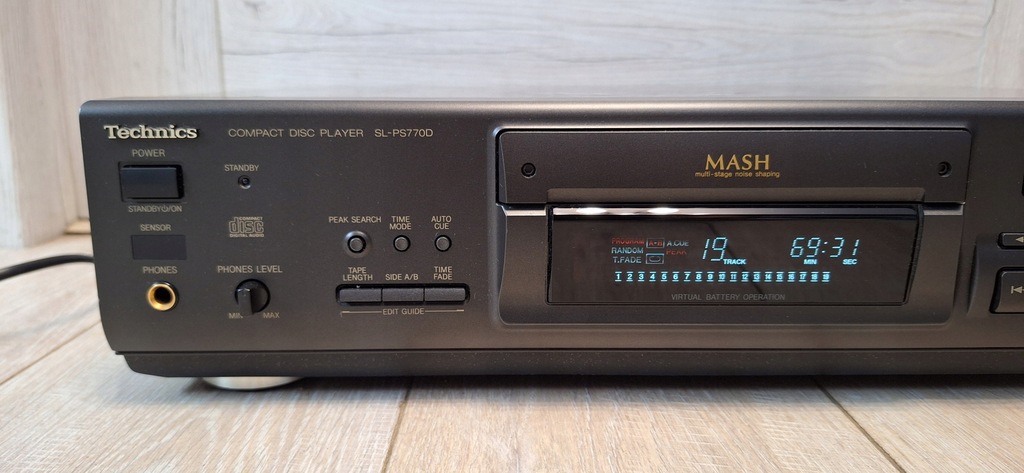 Technics
COMPACT DISC PLAYER SL-PS770D
POWER
STANDBY⏻/ON
STANDBY
SENSOR
COMPACT
disc
DIGITAL AUDIO
PHONES
PHONES LEVEL
MIN MAX
PEAK SEARCH
TIME MODE
AUTO CUE
TAPE LENGTH
SIDE A/B
TIME FADE
EDIT GUIDE
MASH
multi-stage noise shaping
PROGRAM A-B A.CUE
RANDOM PEAK
T.FADE
19 TRACK
69:31
MIN SEC
1 2 3 4 5 6 7 8 9 10 11 12 13 14 15 16 17 18
VIRTUAL BATTERY OPERATION